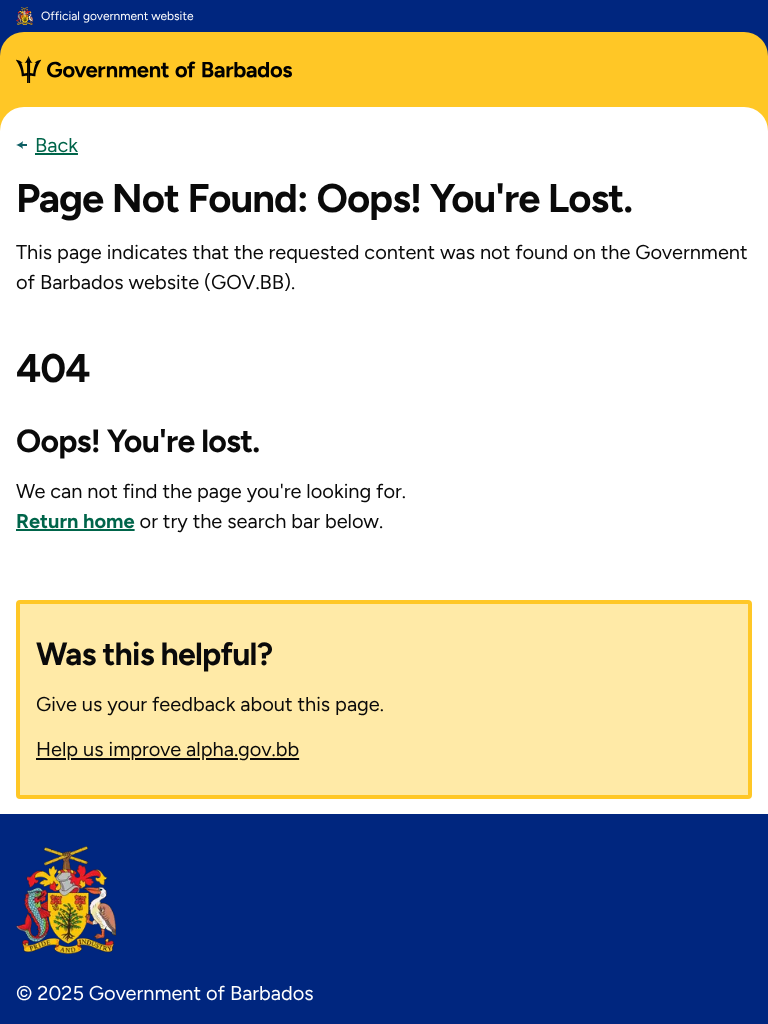 Official government website
Government of Barbados
Back
Page Not Found: Oops! You're Lost.
This page indicates that the requested content was not found on the Government
of Barbados website (GOV.BB).
404
Oops! You're lost.
We can not find the page you're looking for.
Return home or try the search bar below.
Was this helpful?
Give us your feedback about this page.
Help us improve alpha.gov.bb
PRIDE AND INDUSTRY
© 2025 Government of Barbados